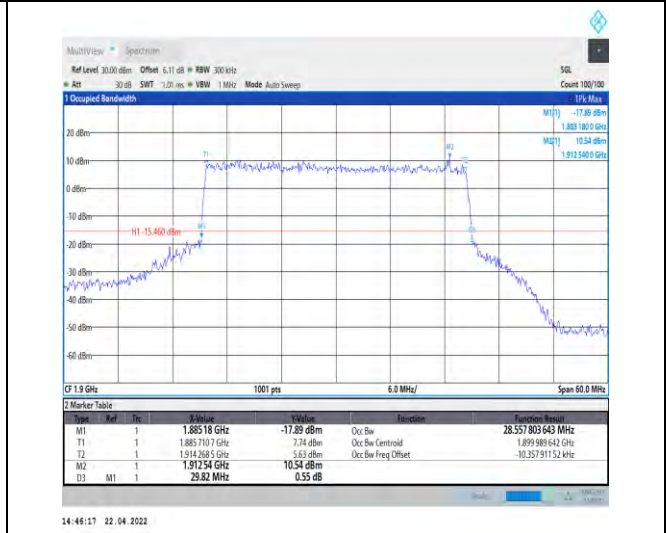 MultiView Spectrum
Ref Level 30.00 dBm Offset 6.11 dB RBW 300 kHz SGL
Att 30 dB SWT 1.01 ms VBW 1 MHz Mode Auto Sweep Count 100/100
1 Occupied Bandwidth 1Pk Max
M1[1] -17.89 dBm
1.885 180 0 GHz
20 dBm
M2[1] 10.54 dBm
1.912 540 0 GHz
M2
T1
10 dBm
0 dBm
-10 dBm
H1 -15.460 dBm
-30 dBm
-40 dBm
-50 dBm
-60 dBm
CF 1.9 GHz 1001 pts 6.0 MHz/ Span 60.0 MHz
2 Marker Table
Type Ref Trc X-Value Y-Value Function Function Result
M1 1 1.885 18 GHz -17.89 dBm Occ Bw 28.557 803 643 MHz
T1 1 1.885 710 7 GHz 7.74 dBm Occ Bw Centroid 1.899 989 642 GHz
T2 1 1.914 268 5 GHz 5.63 dBm Occ Bw Freq Offset -10.357 911 52 kHz
M2 1 1.912 54 GHz 10.54 dBm
D3 M1 1 29.82 MHz 0.55 dB
14:46:17 22.04.2022